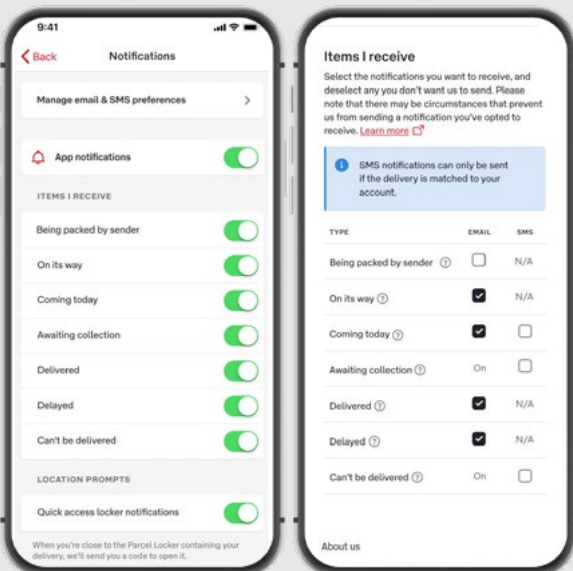 9:41
Back Notifications
Manage email & SMS preferences
App notifications
ITEMS I RECEIVE
Being packed by sender
On its way
Coming today
Awaiting collection
Delivered
Delayed
Can't be delivered
LOCATION PROMPTS
Quick access locker notifications
When you're close to the Parcel Locker containing your
delivery, we'll send you a code to open it.
Items I receive
Select the notifications you want to receive, and
deselect any you don't want us to send. Please
note that there may be circumstances that prevent
us from sending a notification you've opted to
receive. Learn more
SMS notifications can only be sent
if the delivery is matched to your
account.
TYPE EMAIL SMS
Being packed by sender N/A
On its way N/A
Coming today
Awaiting collection On
Delivered N/A
Delayed N/A
Can't be delivered On
About us